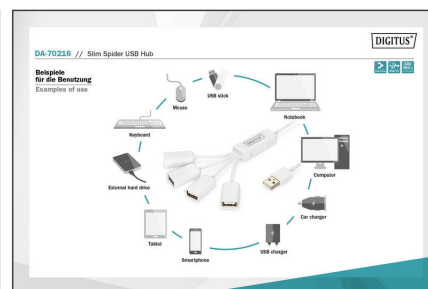 DIGITUS®
DA-70216 // Slim Spider USB Hub
Beispiele
für die Benutzung
Examples of use
USB stick
Mouse
Notebook
Keyboard
DIGITUS
Computer
External hard drive
Car charger
Tablet
Smartphone
USB charger